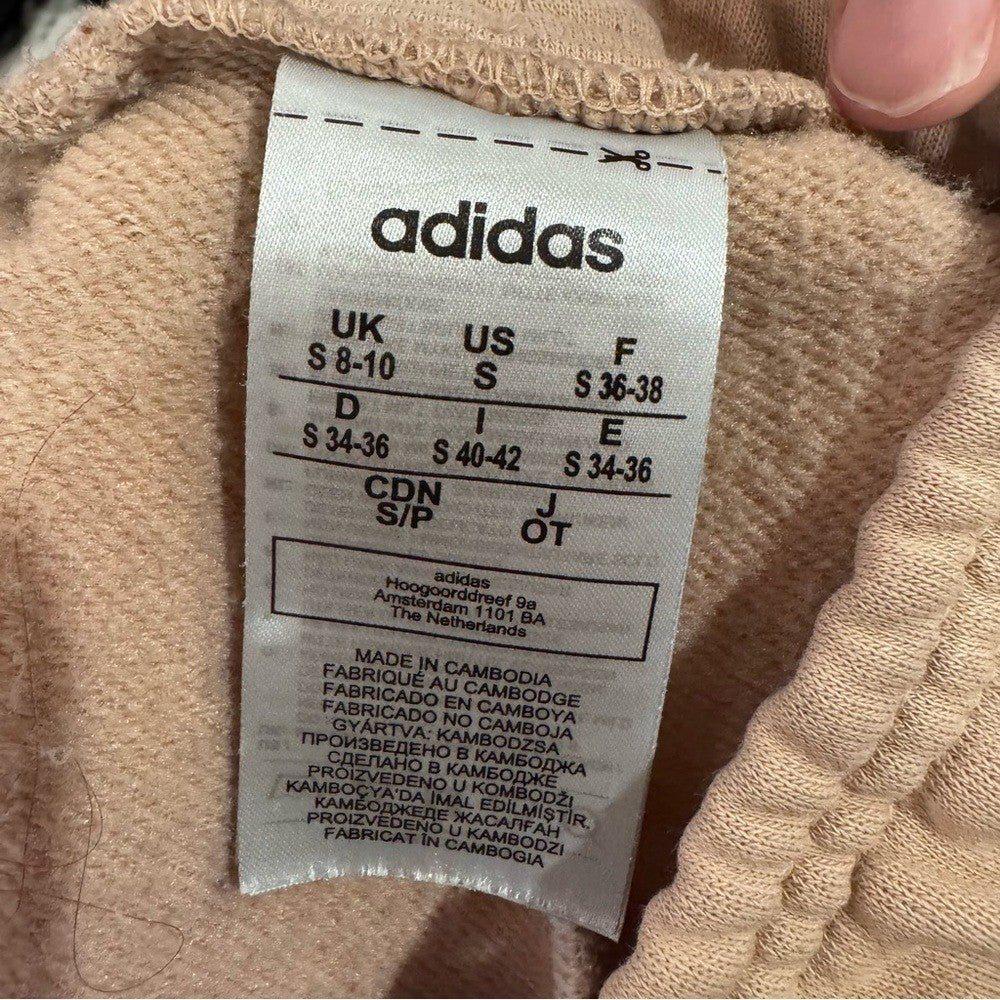 adidas
UK US F
S 8-10 S S 36-38
D I E
S 34-36 S 40-42 S 34-36
CDN J
S/P OT
adidas
Hoogoorddreef 9a
Amsterdam 1101 BA
The Netherlands
MADE IN CAMBODIA
FABRIQUÉ AU CAMBODGE
FABRICADO EN CAMBOYA
FABRICADO NO CAMBOJA
GYÁRTVA: KAMBODZSA
ПРОИЗВЕДЕНО В КАМБОДЖА
СДЕЛАНО В КАМБОДЖЕ
PROIZVEDENO U KOMBODŽI
KAMBOÇYA'DA İMAL EDİLMİŞTİR.
КАМБОДЖЕДЕ ЖАСАЛҒАН
PROIZVEDENO U KAMBODZI
FABRICAT ÎN CAMBOGIA